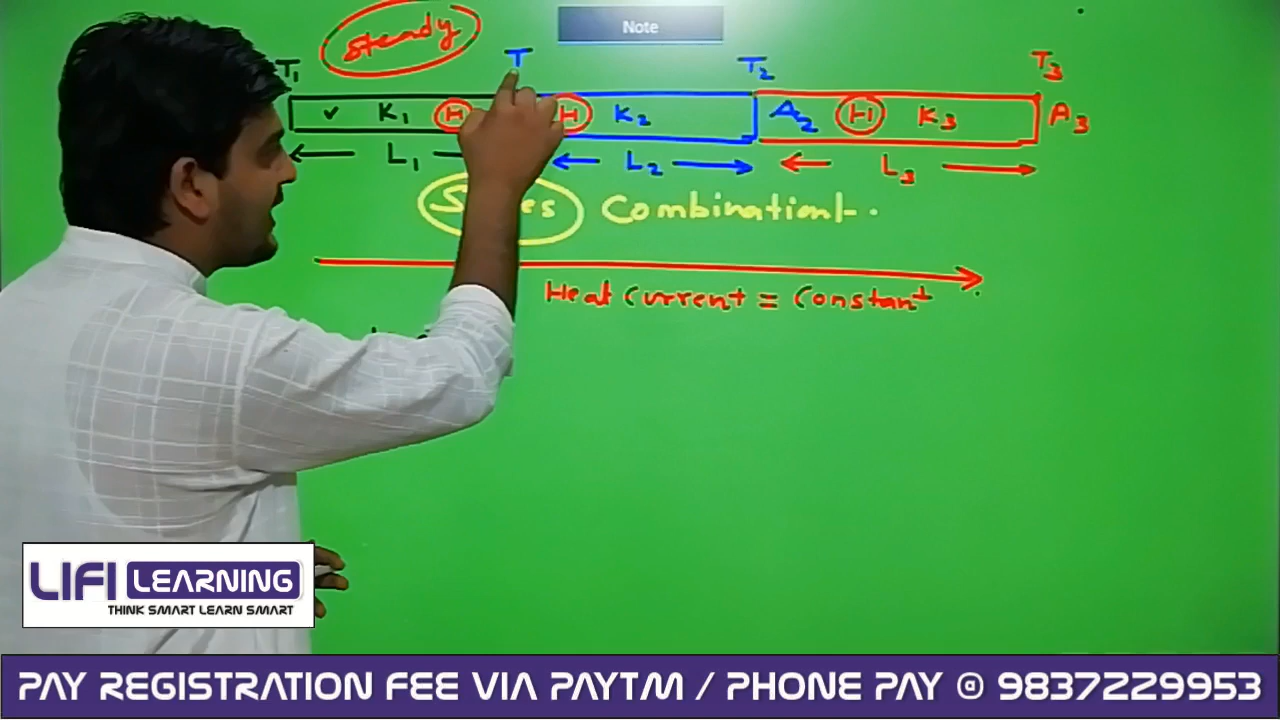 Note
Steady
T1 T T2 T3
✓ K1 H H K2 A2 H K3 A3
L1 L2 L3
Combination:-
Heat Current = Constant
LIFI LEARNING
THINK SMART LEARN SMART
PAY REGISTRATION FEE VIA PAYTM / PHONE PAY @ 9837229953